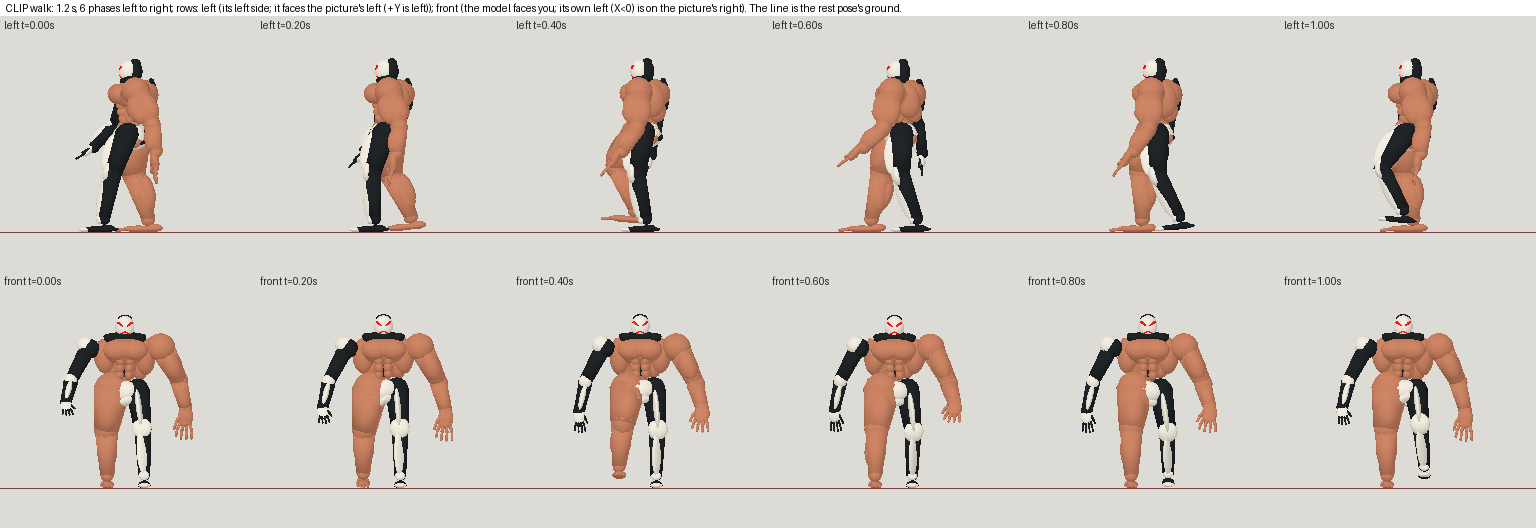 CLIP walk: 1.2 s, 6 phases left to right; rows: left (its left side; it faces the picture's left (+Y is left)); front (the model faces you; its own left (X<0) is on the picture's right). The line is the rest pose's ground.
left t=0.00s
left t=0.20s
left t=0.40s
left t=0.60s
left t=0.80s
left t=1.00s
front t=0.00s
front t=0.20s
front t=0.40s
front t=0.60s
front t=0.80s
front t=1.00s